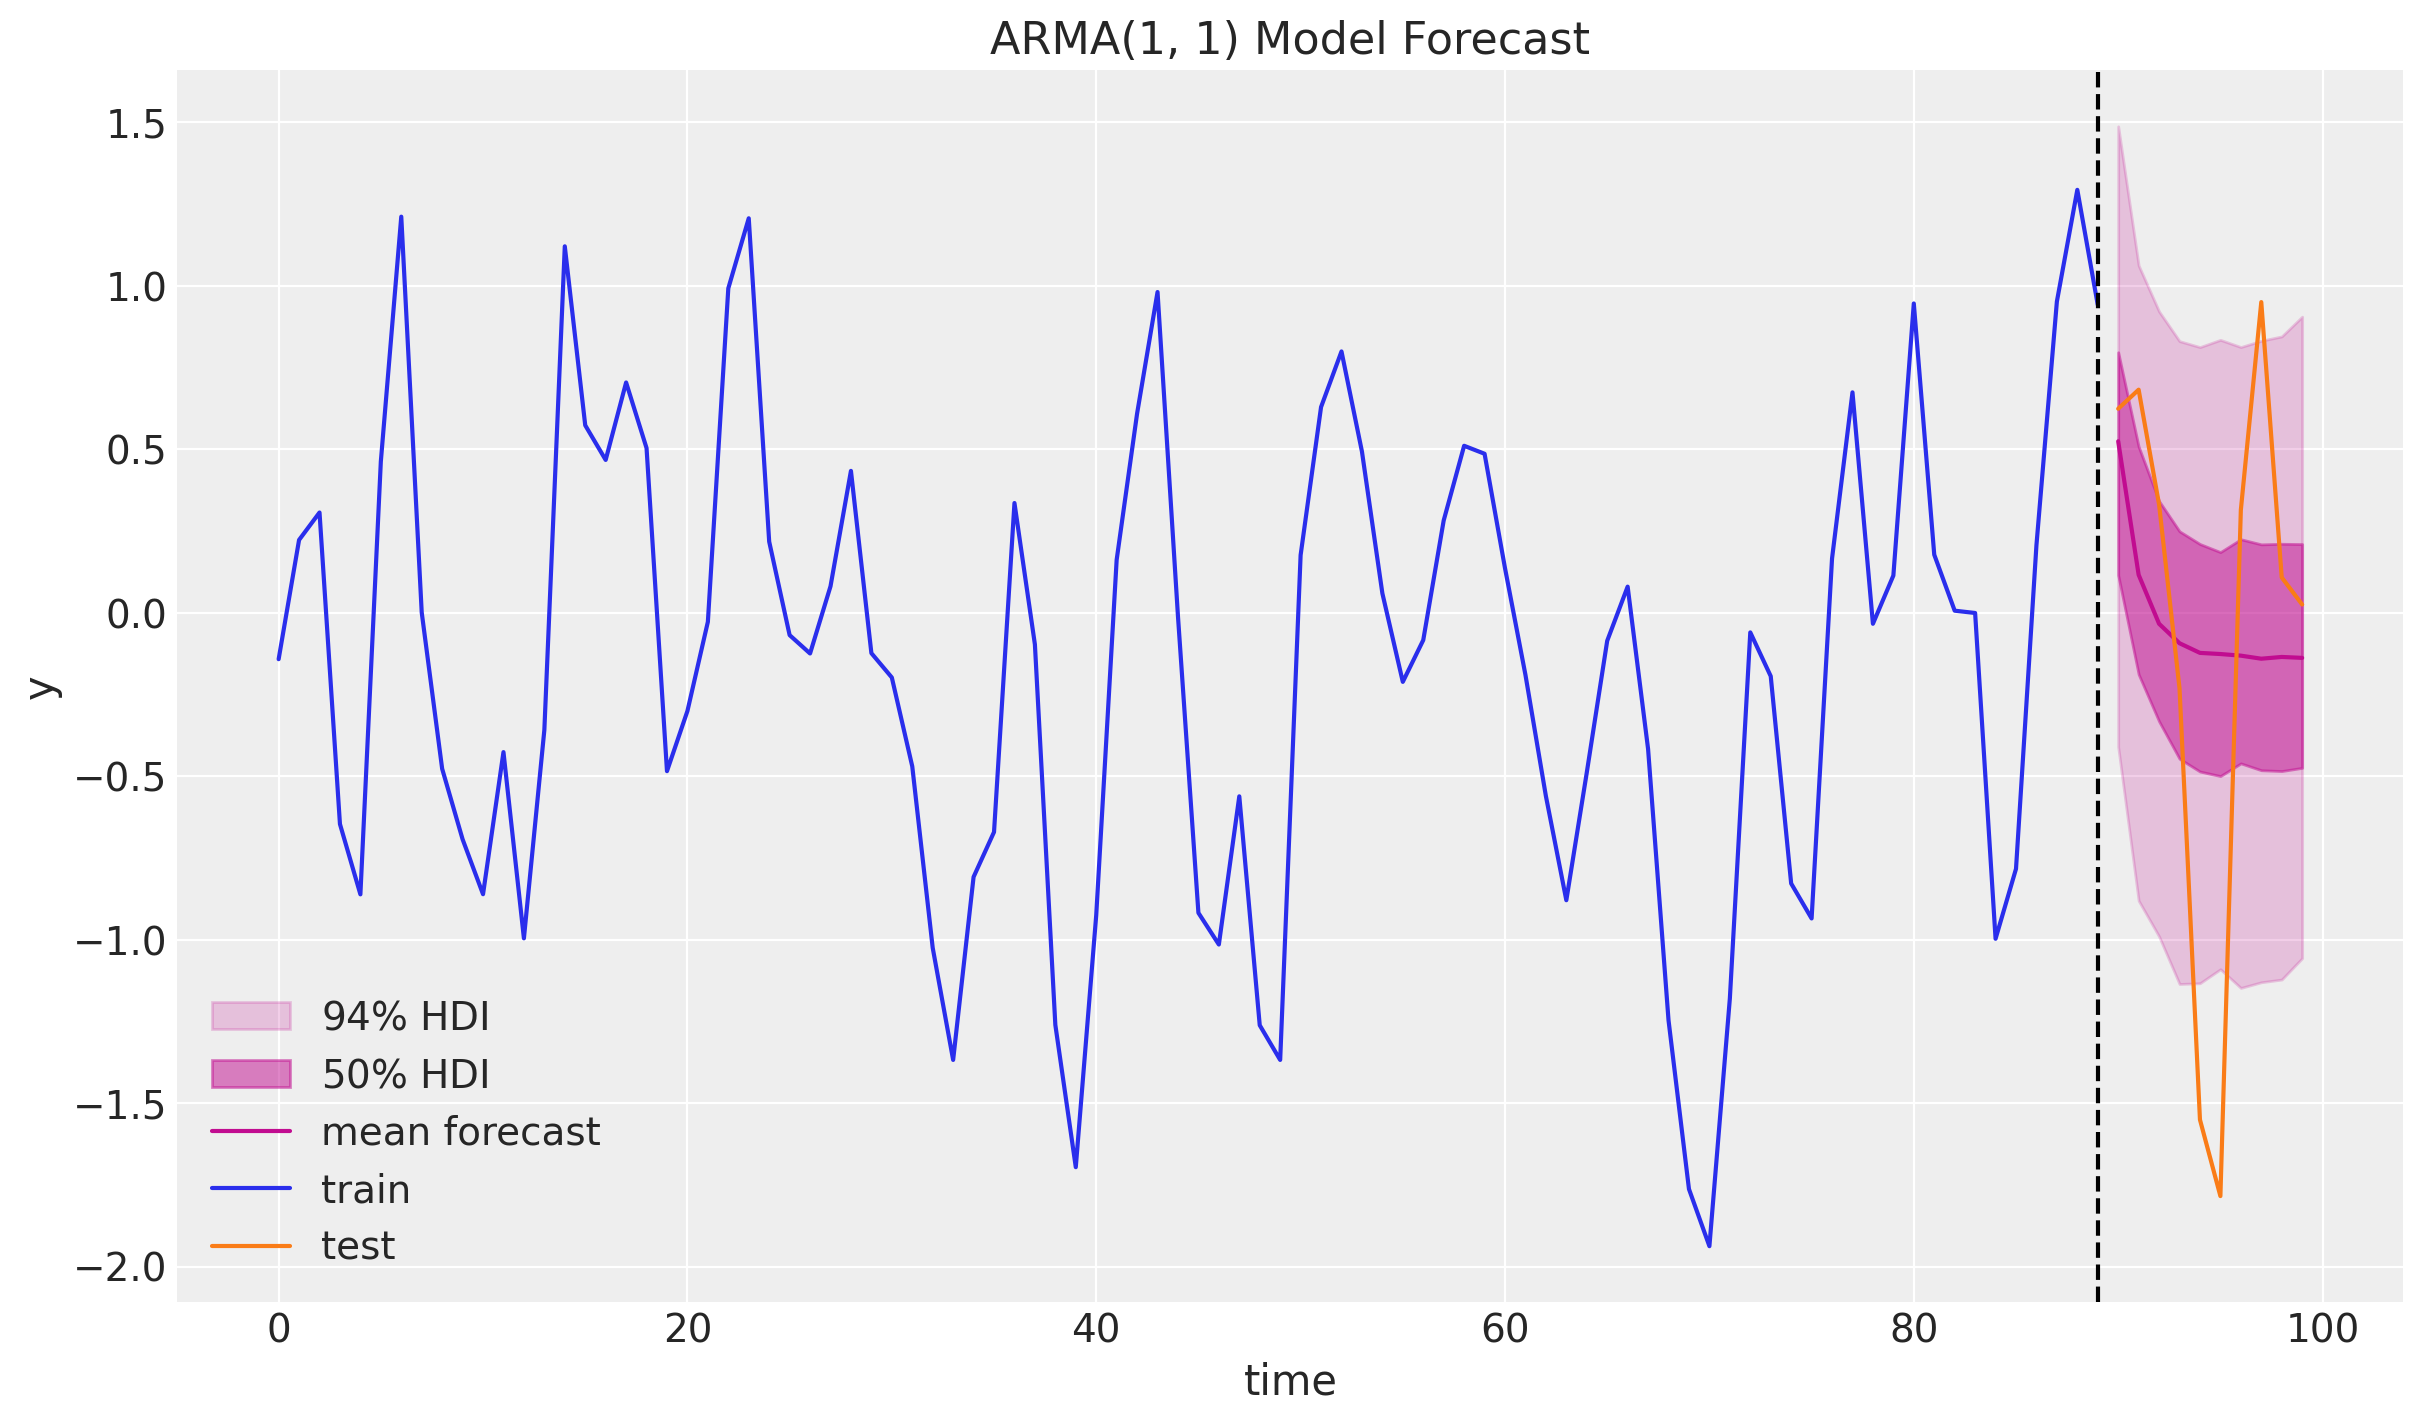 ARMA(1, 1) Model Forecast
1.5
1.0
0.5
0.0
−0.5
−1.0
−1.5
−2.0
y
94% HDI
50% HDI
mean forecast
train
test
0 20 40 60 80 100
time